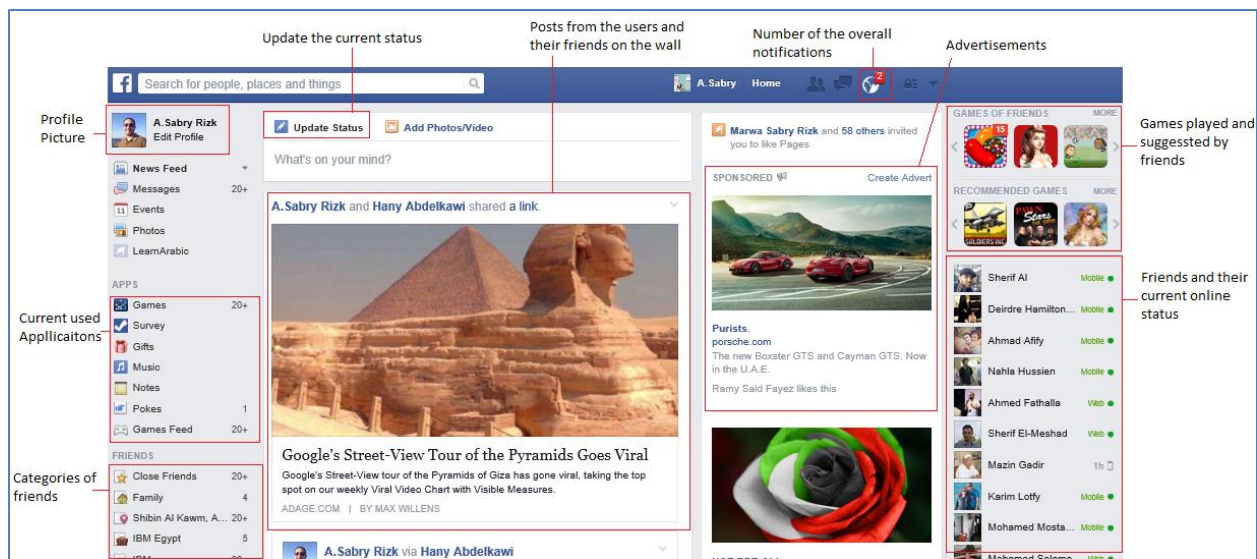 Update the current status
Posts from the users and
their friends on the wall
Number of the overall
notifications
Advertisements
Search for people, places and things
A.Sabry
Home
2
Profile
Picture
A.Sabry Rizk
Edit Profile
News Feed
Messages 20+
11 Events
Photos
LearnArabic
APPS
Current used
Appllicaitons
Games 20+
Survey
Gifts
Music
Notes
Pokes 1
Games Feed 20+
FRIENDS
Categories of
friends
Close Friends 20+
Family 4
Shibin Al Kawm, A... 20+
IBM Egypt 5
Update Status
Add Photos/Video
What's on your mind?
A.Sabry Rizk and Hany Abdelkawi shared a link.
Google's Street-View Tour of the Pyramids Goes Viral
Google's Street-View tour of the Pyramids of Giza has gone viral, taking the top
spot on our weekly Viral Video Chart with Visible Measures.
ADAGE.COM | BY MAX WILLENS
A.Sabry Rizk via Hany Abdelkawi
Marwa Sabry Rizk and 58 others invited
you to like Pages
SPONSORED
Create Advert
Purists.
porsche.com
The new Boxster GTS and Cayman GTS. Now
in the U.A.E.
Ramy Said Fayez likes this
GAMES OF FRIENDS MORE
15
RECOMMENDED GAMES MORE
SOLDIERS INC
PAWN
Stars
Games played and
suggessted by
friends
Sherif Al Mobile
Deirdre Hamilton... Mobile
Ahmad Afify Mobile
Nahla Hussien Mobile
Ahmed Fathalla Web
Sherif El-Meshad Web
Mazin Gadir 1h
Karim Lotfy Mobile
Mohamed Mosta... Mobile
Friends and their
current online
status